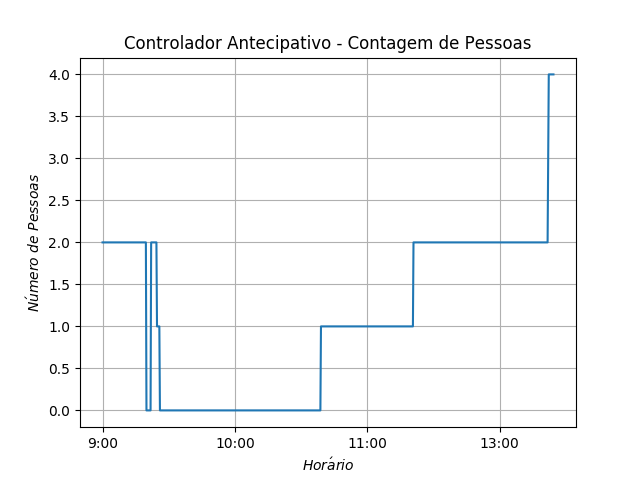 Controlador Antecipativo - Contagem de Pessoas
4.0
3.5
3.0
2.5
2.0
1.5
1.0
0.5
0.0
Número de Pessoas
9:00 10:00 11:00 13:00
Horário